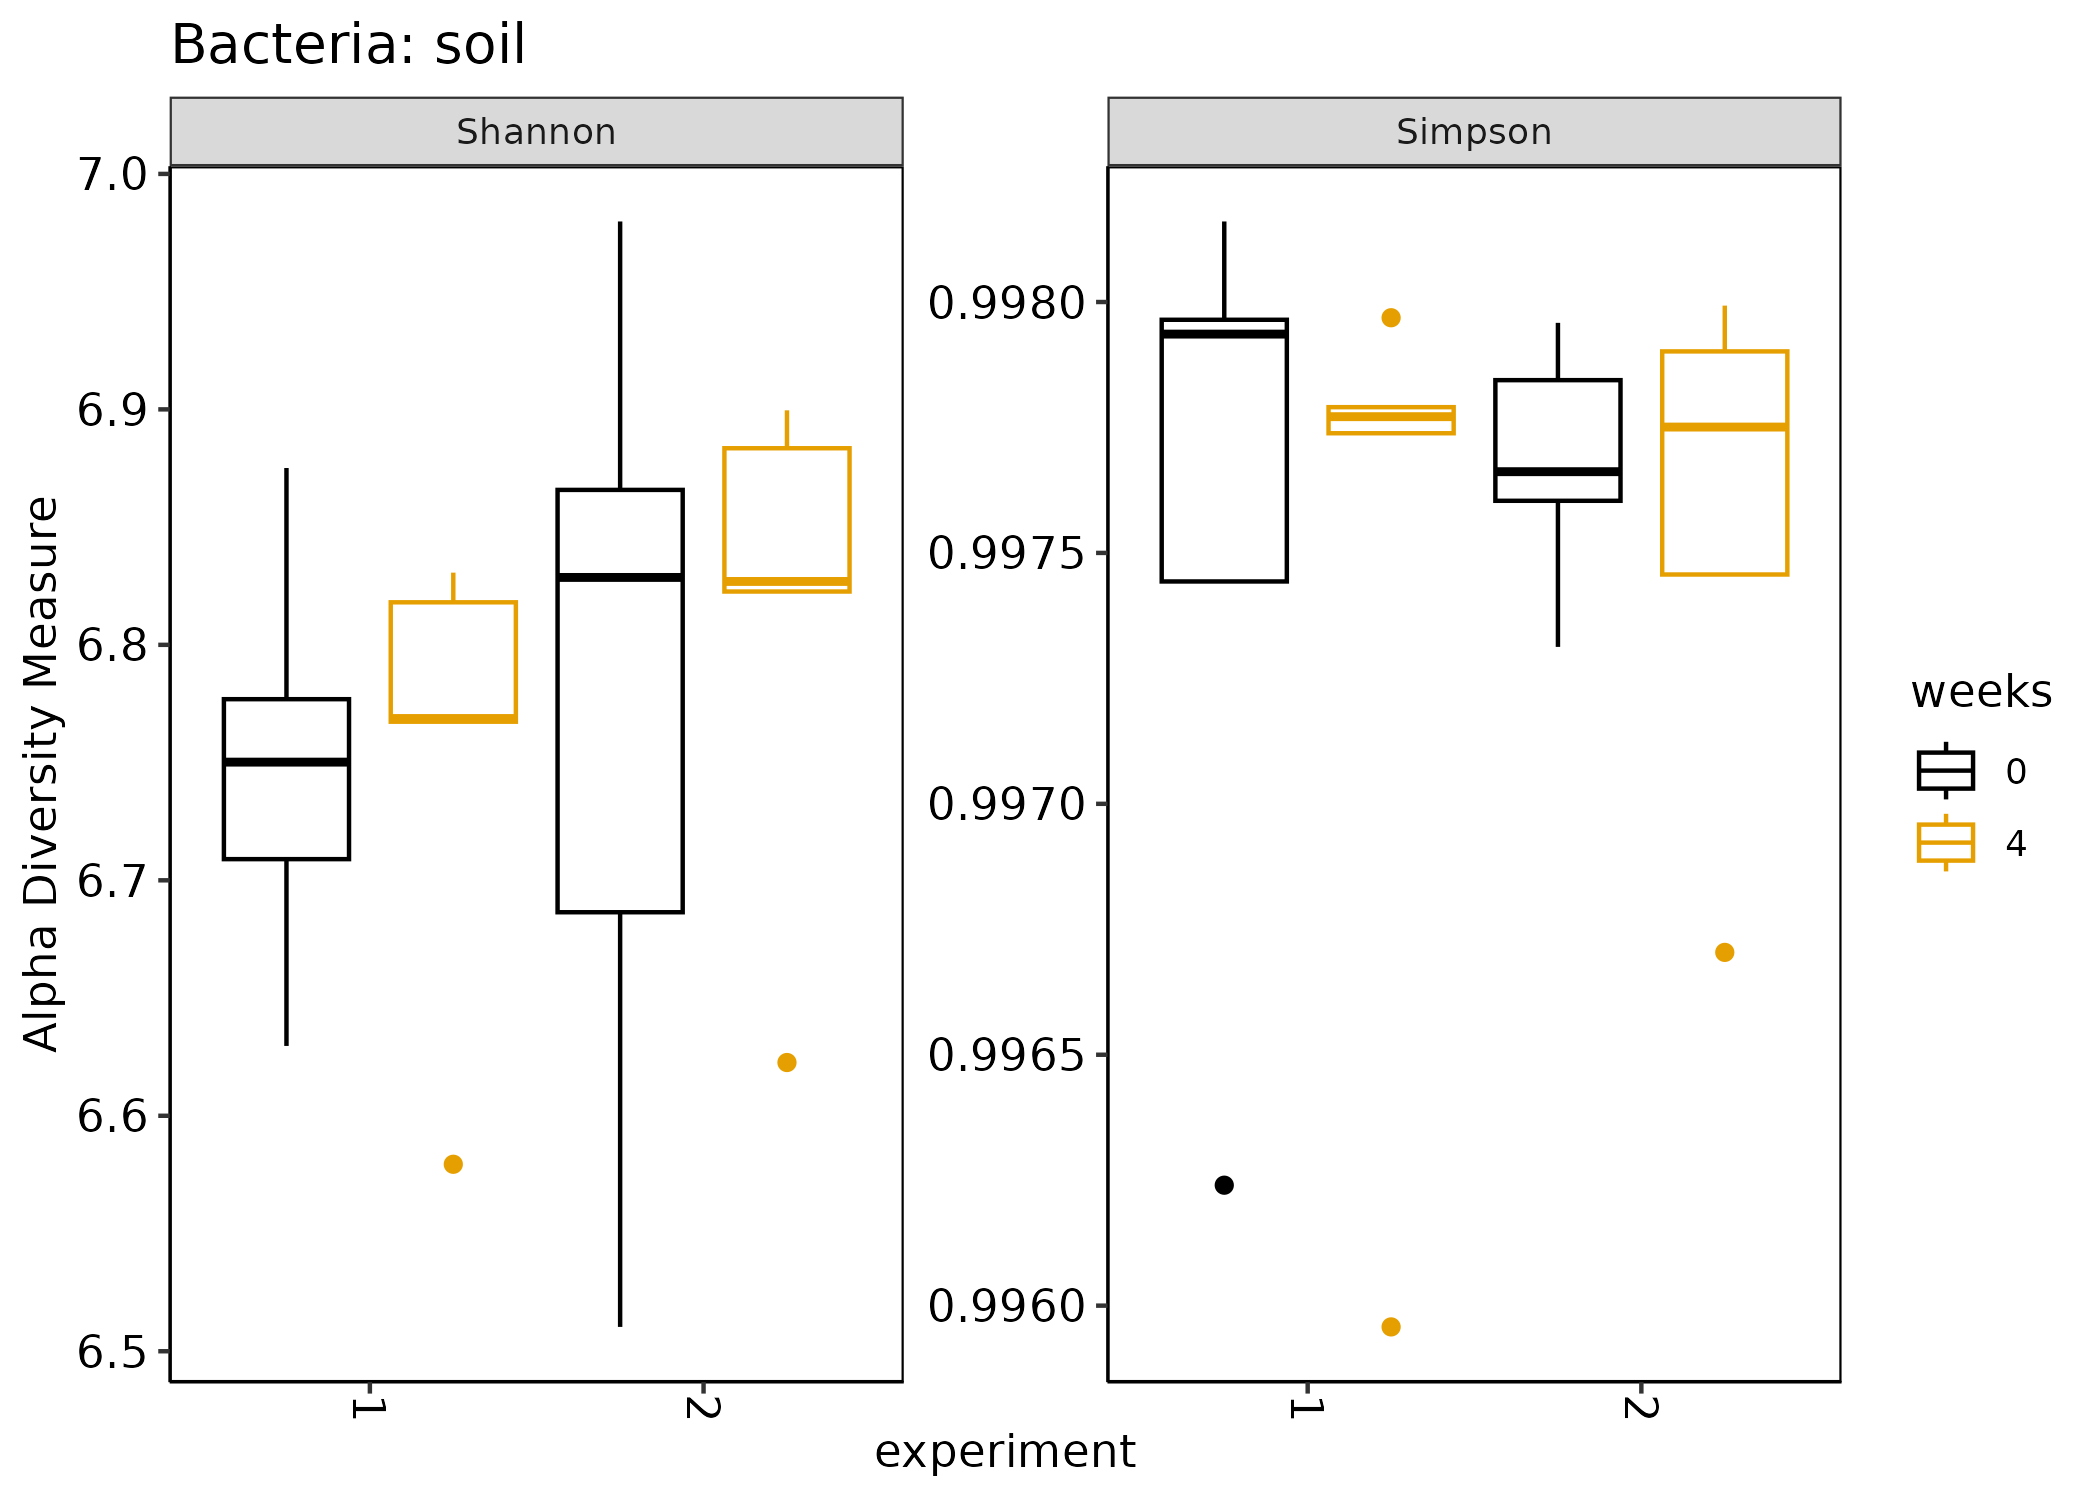 Bacteria: soil
Shannon
Simpson
Alpha Diversity Measure
7.0
6.9
6.8
6.7
6.6
6.5
0.9980
0.9975
0.9970
0.9965
0.9960
1
2
1
2
experiment
weeks
0
4